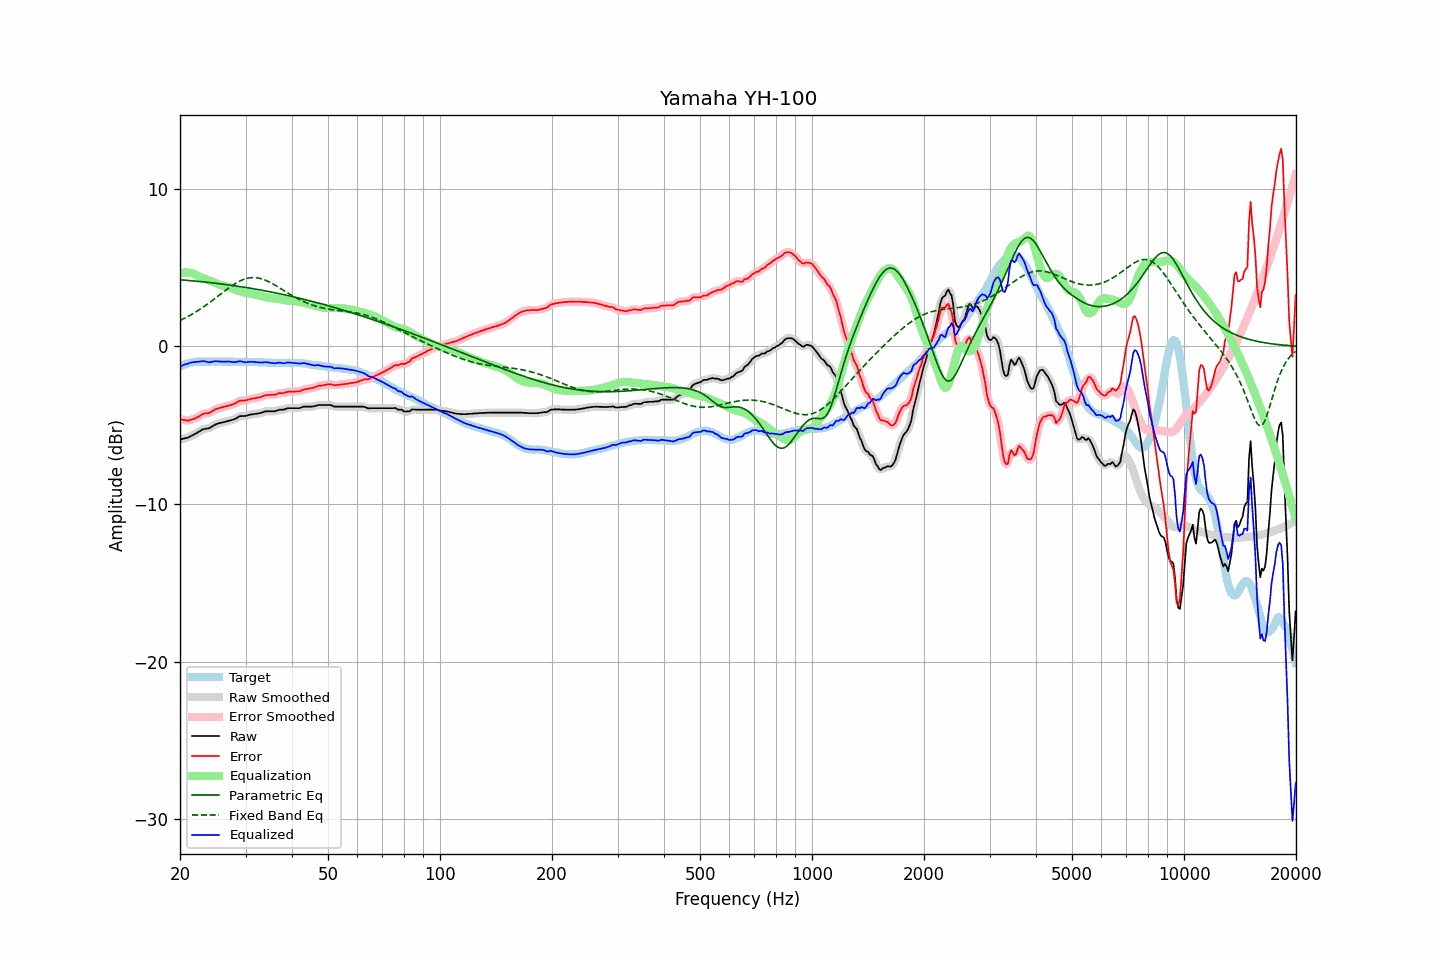 Yamaha YH-100
Amplitude (dBr)
10
0
−10
−20
−30
Target
Raw Smoothed
Error Smoothed
Raw
Error
Equalization
Parametric Eq
Fixed Band Eq
Equalized
20 50 100 200 500 1000 2000 5000 10000 20000
Frequency (Hz)